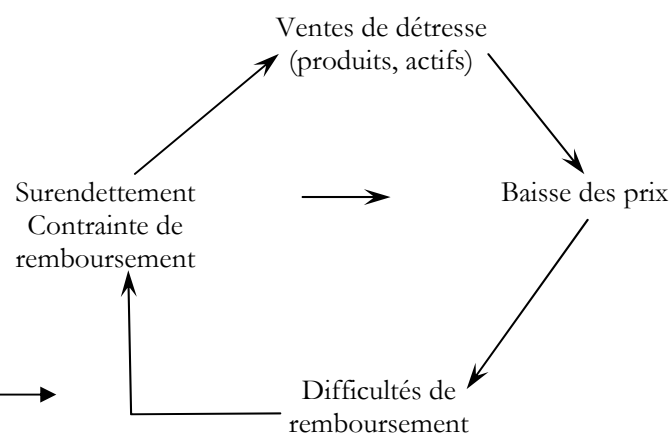 Ventes de détresse
(produits, actifs)
Surendettement
Contrainte de
remboursement
Baisse des prix
Difficultés de
remboursement